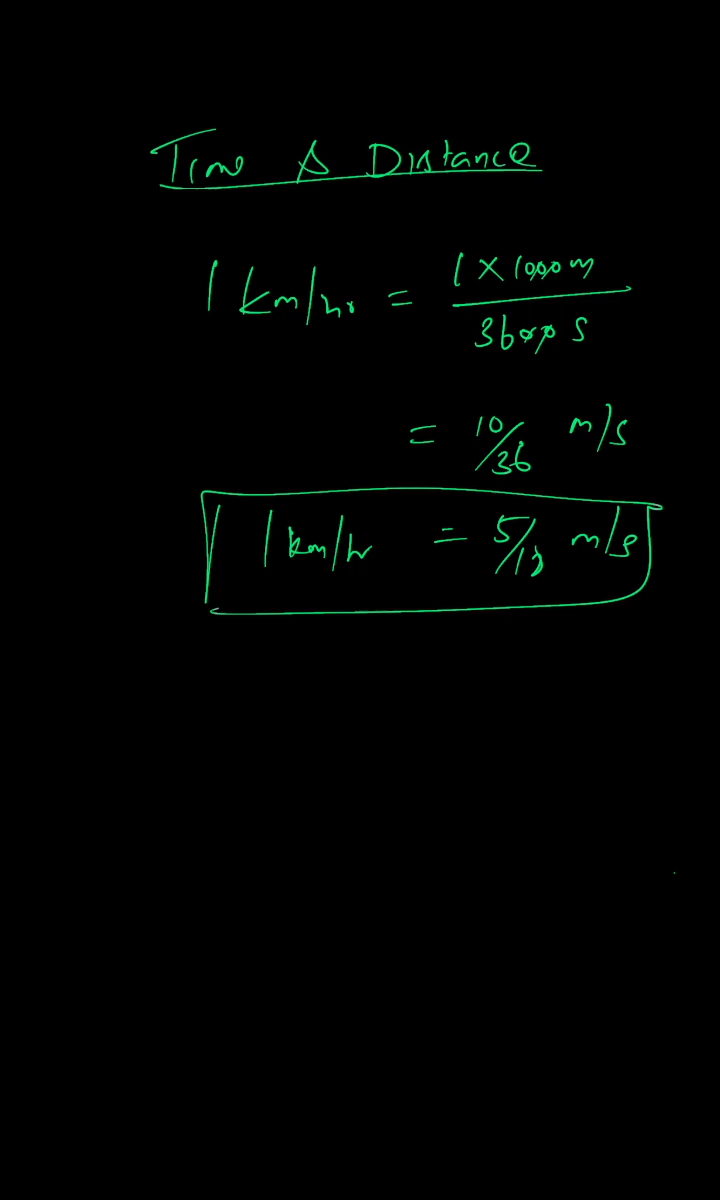 Time & Distance
1 km/hr = 1 × 1000 m / 3600 s
= 10/36 m/s
1 km/hr = 5/18 m/s